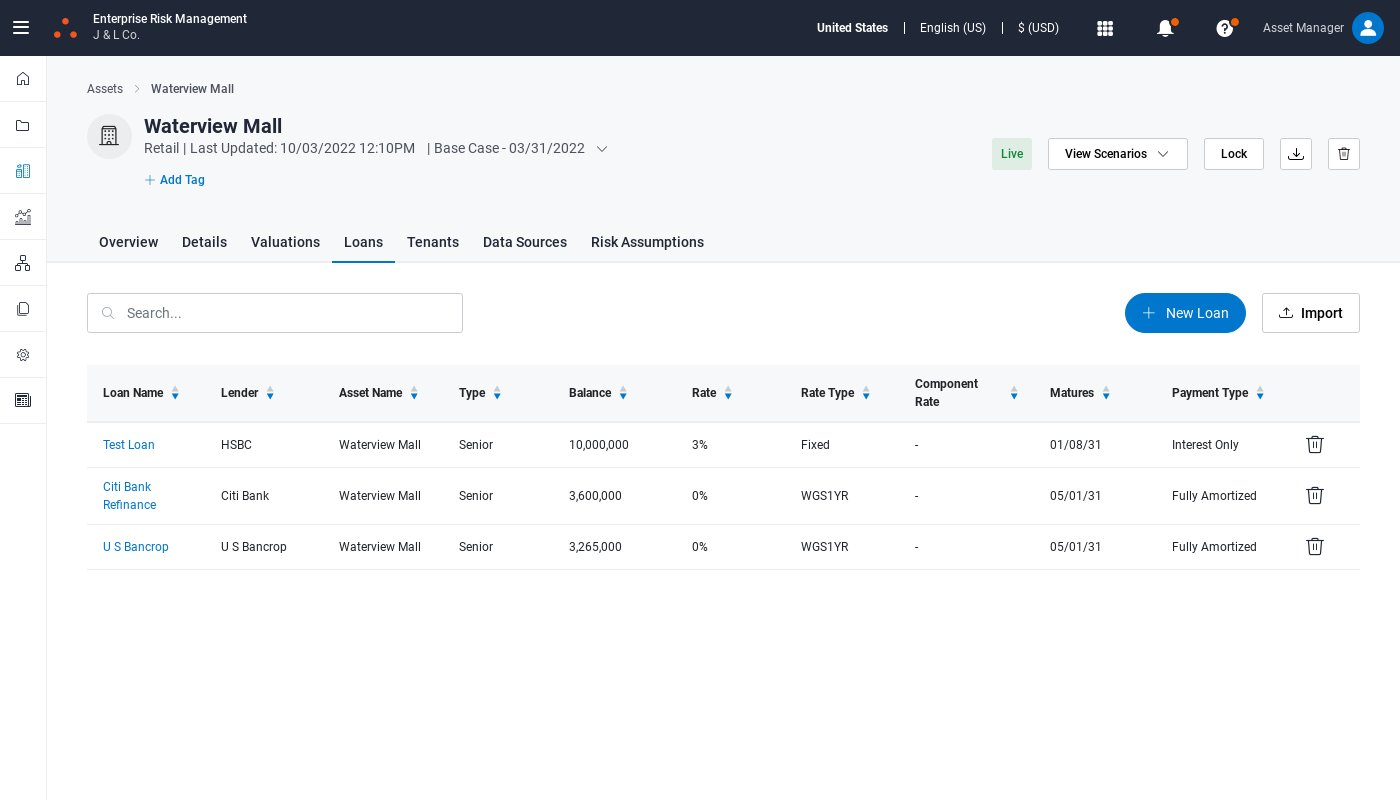 Enterprise Risk Management
J & L Co.
United States | English (US) | $ (USD)
Asset Manager
Assets > Waterview Mall
Waterview Mall
Retail | Last Updated: 10/03/2022 12:10PM | Base Case - 03/31/2022
Live
View Scenarios
Lock
Add Tag
Overview Details Valuations Loans Tenants Data Sources Risk Assumptions
Search...
New Loan
Import
Loan Name Lender Asset Name Type Balance Rate Rate Type Component Rate Matures Payment Type
Test Loan HSBC Waterview Mall Senior 10,000,000 3% Fixed - 01/08/31 Interest Only
Citi Bank Refinance Citi Bank Waterview Mall Senior 3,600,000 0% WGS1YR - 05/01/31 Fully Amortized
U S Bancrop U S Bancrop Waterview Mall Senior 3,265,000 0% WGS1YR - 05/01/31 Fully Amortized